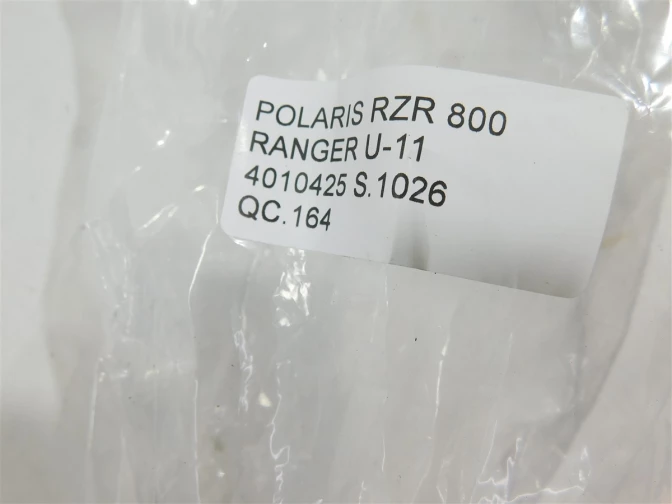 POLARIS RZR 800
RANGER U-11
4010425 S.1026
QC.164